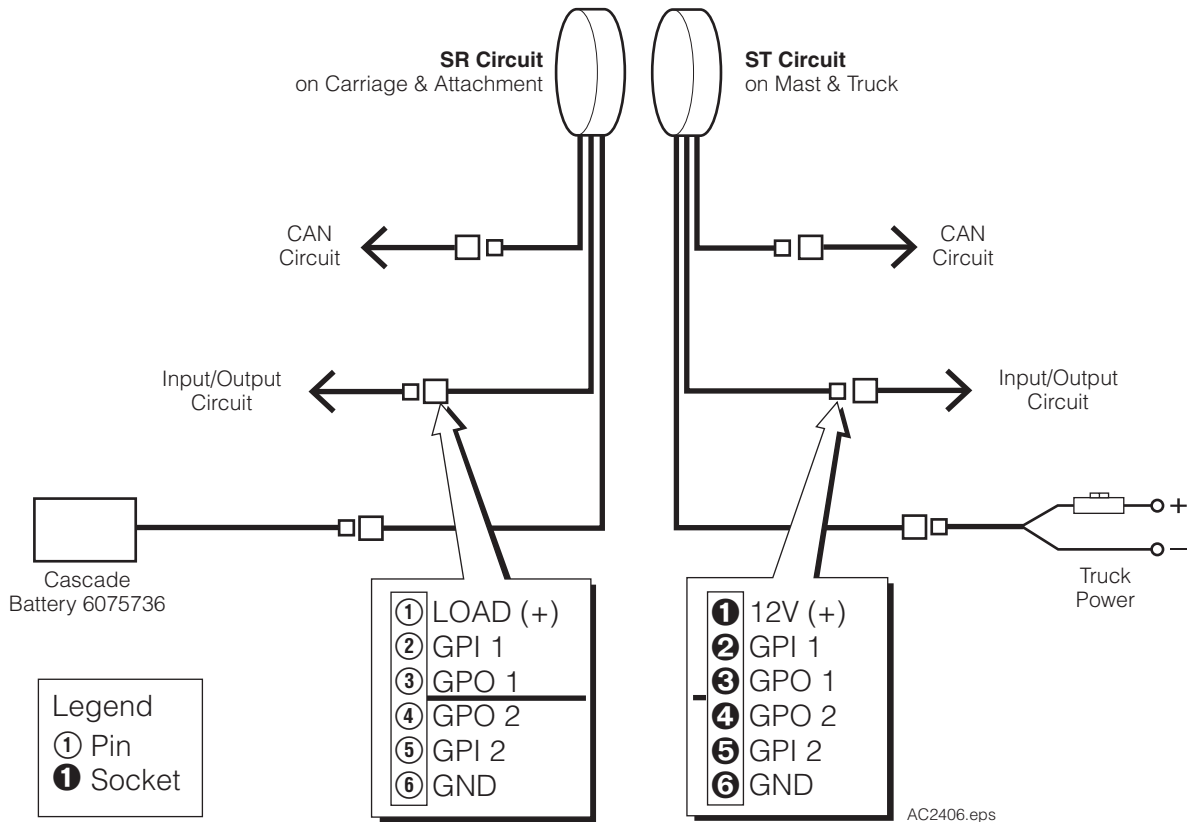 SR Circuit
on Carriage & Attachment
ST Circuit
on Mast & Truck
CAN
Circuit
CAN
Circuit
Input/Output
Circuit
Input/Output
Circuit
Cascade
Battery 6075736
+
–
Truck
Power
1 LOAD (+)
2 GPI 1
3 GPO 1
4 GPO 2
5 GPI 2
6 GND
1 12V (+)
2 GPI 1
3 GPO 1
4 GPO 2
5 GPI 2
6 GND
Legend
1 Pin
1 Socket
AC2406.eps